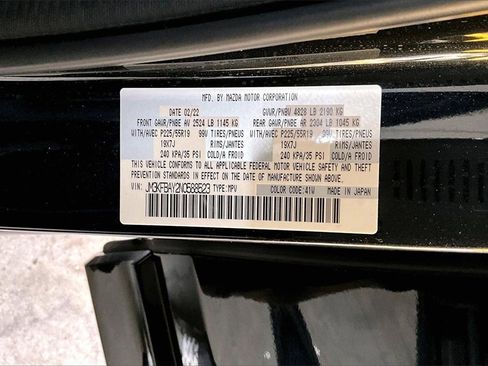 MFD. BY MAZDA MOTOR CORPORATION
DATE 02/22 GVWR/PNBV 4828 LB 2190 KG
FRONT GAWR/PNBE AV 2524 LB 1145 KG REAR GAWR/PNBE AR 2304 LB 1045 KG
WITH/AVEC P225/55R19 99V TIRES/PNEUS WITH/AVEC P225/55R19 99V TIRES/PNEUS
19X7J RIMS/JANTES 19X7J RIMS/JANTES
240 KPA/35 PSI COLD/A FROID 240 KPA/35 PSI COLD/A FROID
THIS VEHICLE CONFORMS TO ALL APPLICABLE FEDERAL MOTOR VEHICLE SAFETY AND
THEFT PREVENTION STANDARDS IN EFFECT ON THE DATE OF MANUFACTURE SHOWN ABOVE.
JM3KFBAY2N0588523 TYPE:MPV COLOR CODE:41W MADE IN JAPAN